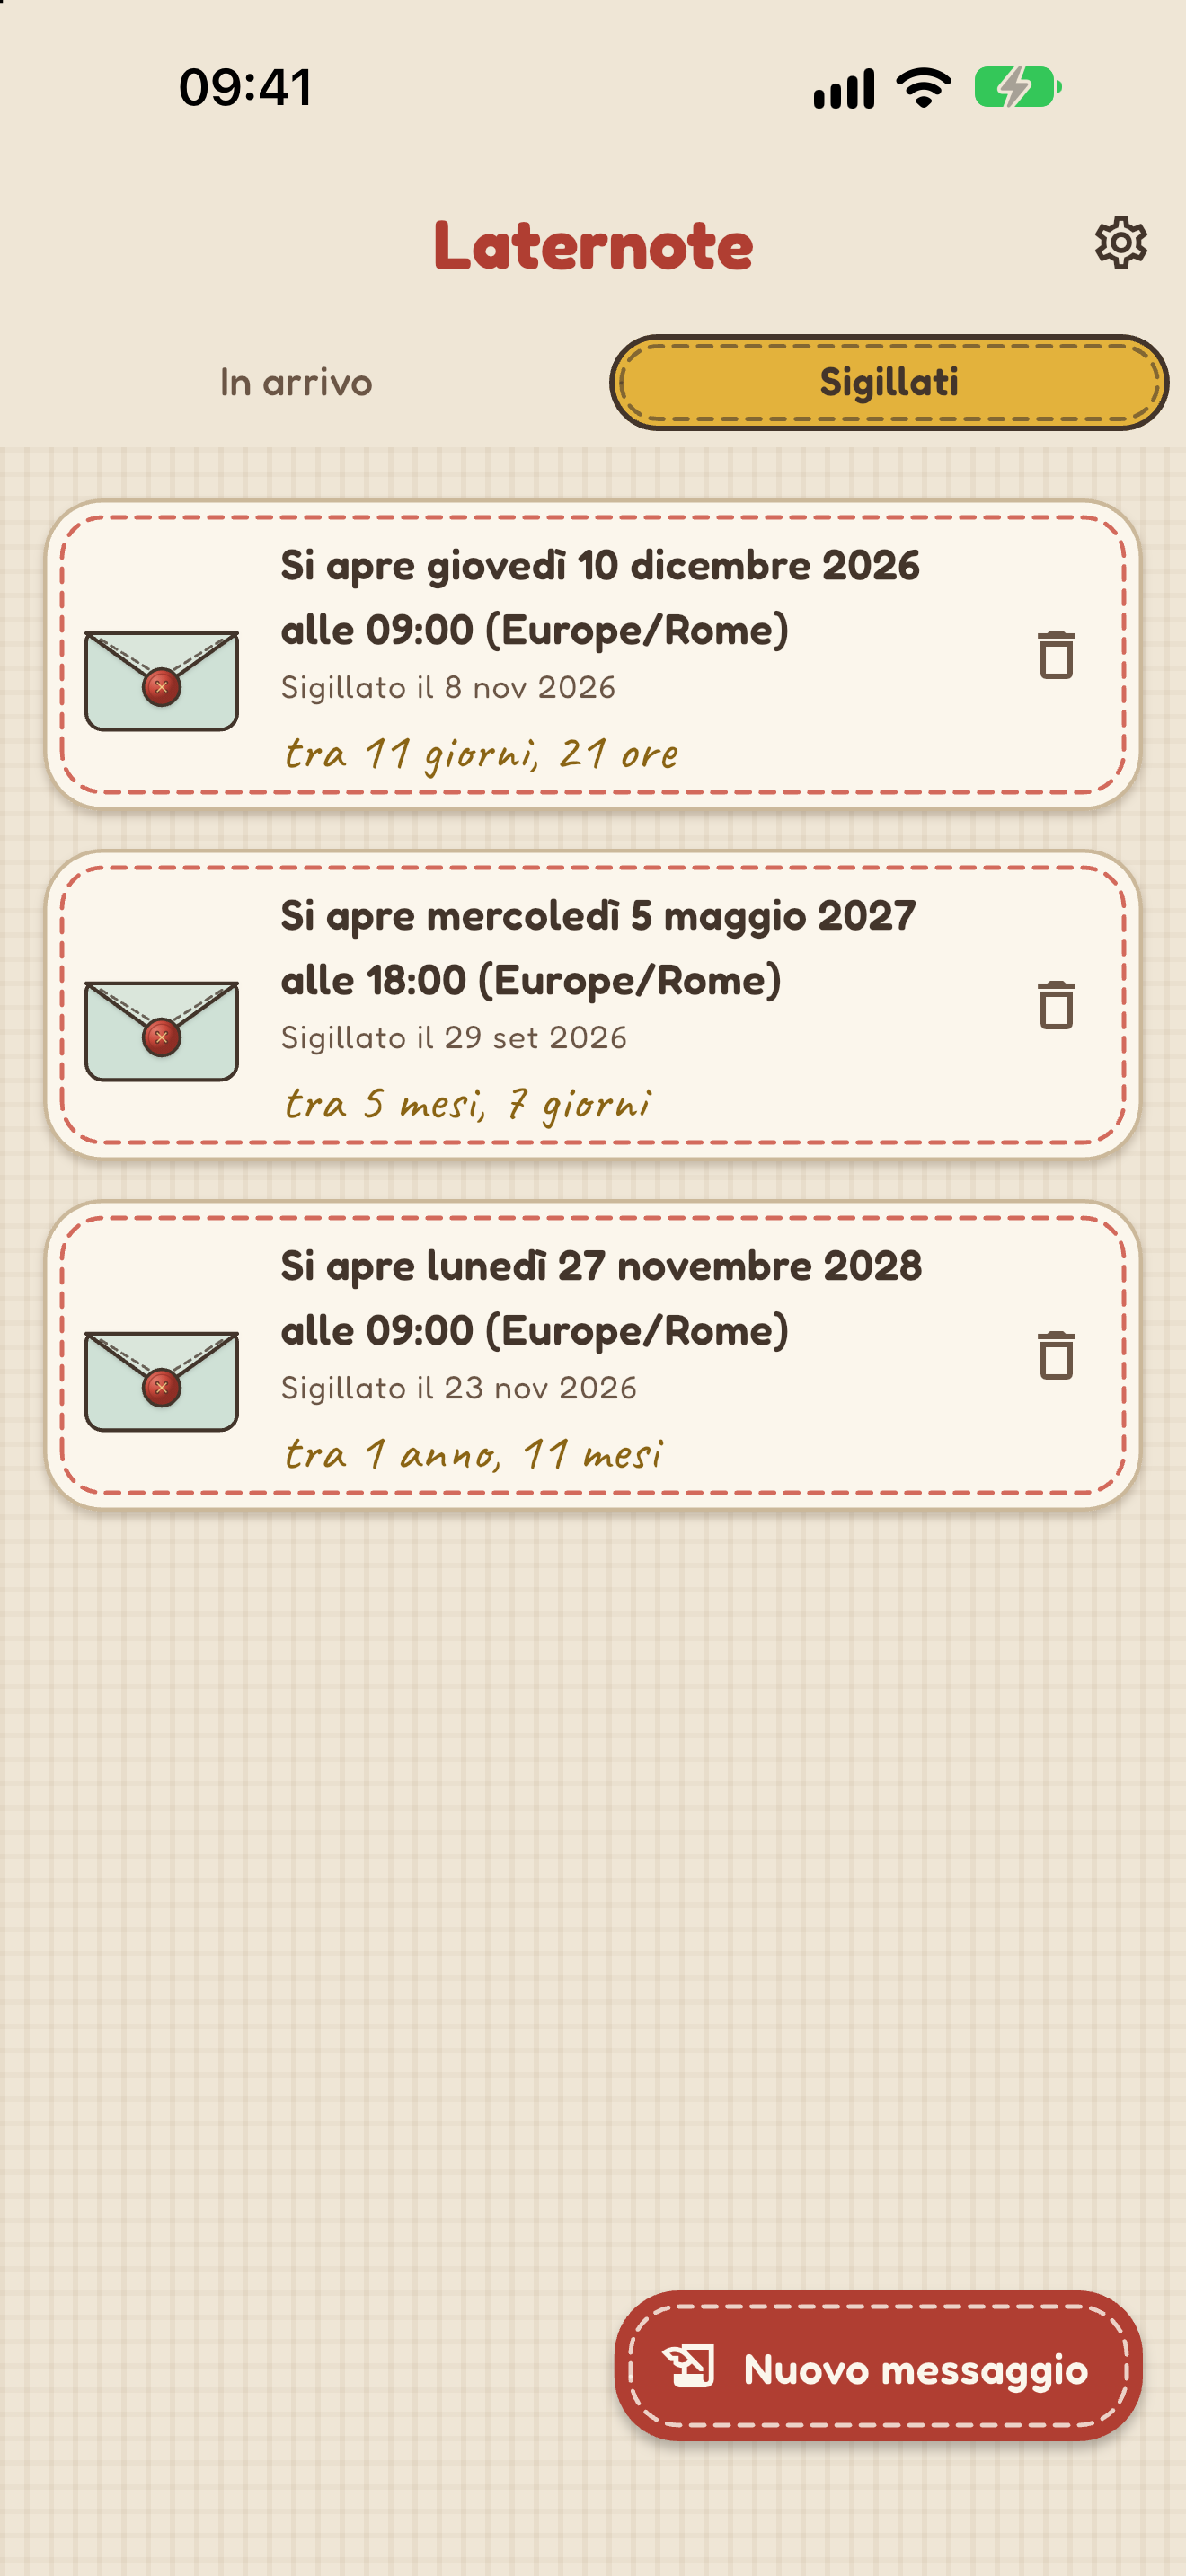 09:41
Laternote
In arrivo
Sigillati
Si apre giovedì 10 dicembre 2026
alle 09:00 (Europe/Rome)
Sigillato il 8 nov 2026
tra 11 giorni, 21 ore
Si apre mercoledì 5 maggio 2027
alle 18:00 (Europe/Rome)
Sigillato il 29 set 2026
tra 5 mesi, 7 giorni
Si apre lunedì 27 novembre 2028
alle 09:00 (Europe/Rome)
Sigillato il 23 nov 2026
tra 1 anno, 11 mesi
Nuovo messaggio